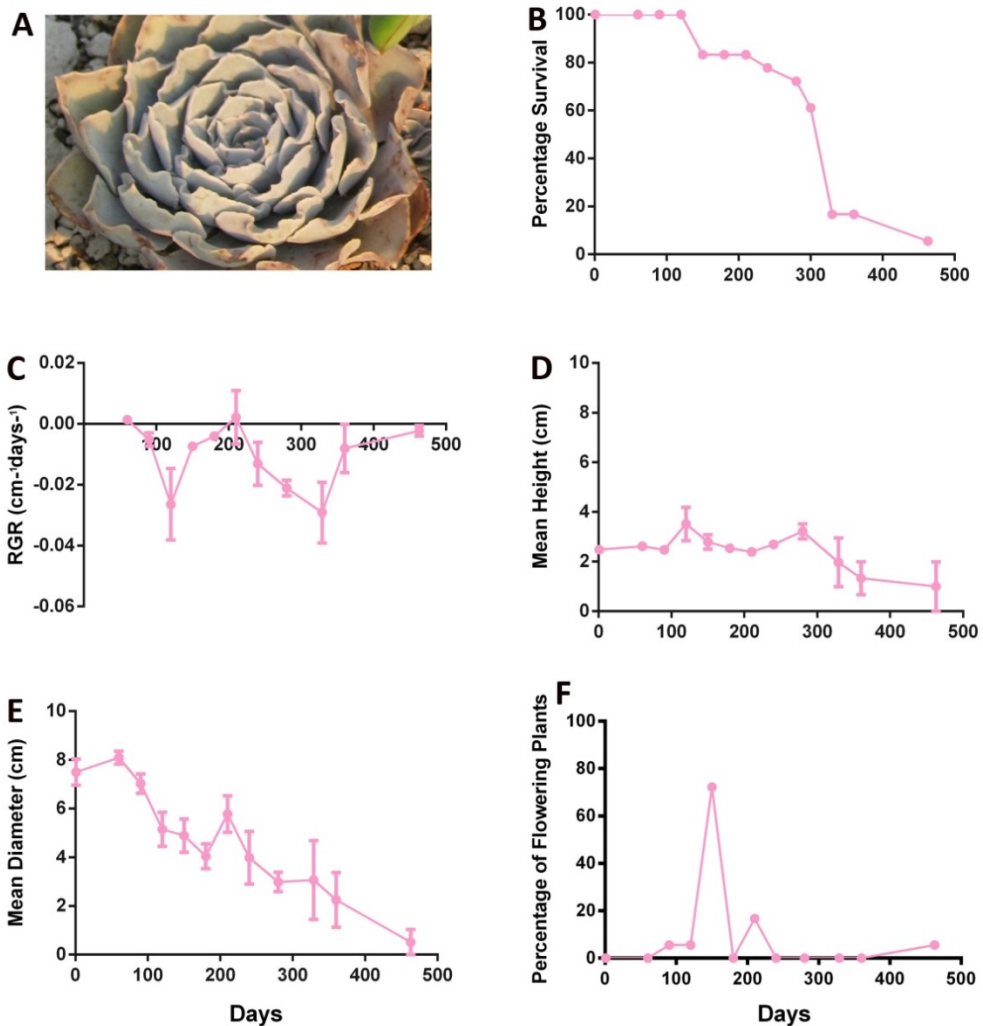 A
B
Percentage Survival
100
80
60
40
20
0
0 100 200 300 400 500
C
RGR (cm-¹days-¹)
0.02
0.00
-0.02
-0.04
-0.06
100 200 300 400 500
D
Mean Height (cm)
10
8
6
4
2
0
0 100 200 300 400 500
E
Mean Diameter (cm)
10
8
6
4
2
0
0 100 200 300 400 500
Days
F
Percentage of Flowering Plants
100
80
60
40
20
0
0 100 200 300 400 500
Days